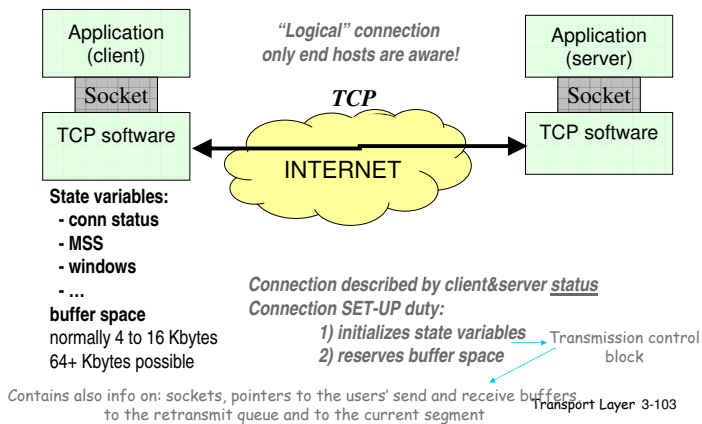 Application
(client)
"Logical" connection
only end hosts are aware!
Application
(server)
Socket
TCP
Socket
TCP software
TCP software
INTERNET
State variables:
- conn status
- MSS
- windows
- ...
buffer space
normally 4 to 16 Kbytes
64+ Kbytes possible
Connection described by client&server status
Connection SET-UP duty:
1) initializes state variables
2) reserves buffer space
Transmission control
block
Contains also info on: sockets, pointers to the users' send and receive buffers,
to the retransmit queue and to the current segment
Transport Layer 3-103